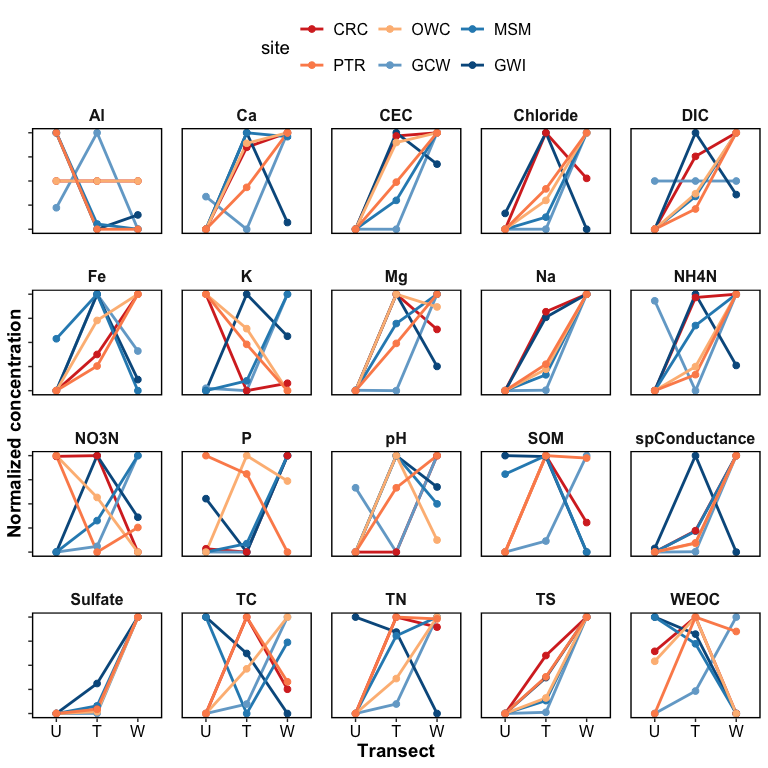 site
CRC OWC MSM
PTR GCW GWI
Al Ca CEC Chloride DIC
Fe K Mg Na NH4N
NO3N P pH SOM spConductance
Sulfate TC TN TS WEOC
Normalized concentration
U T W U T W U T W U T W U T W
Transect